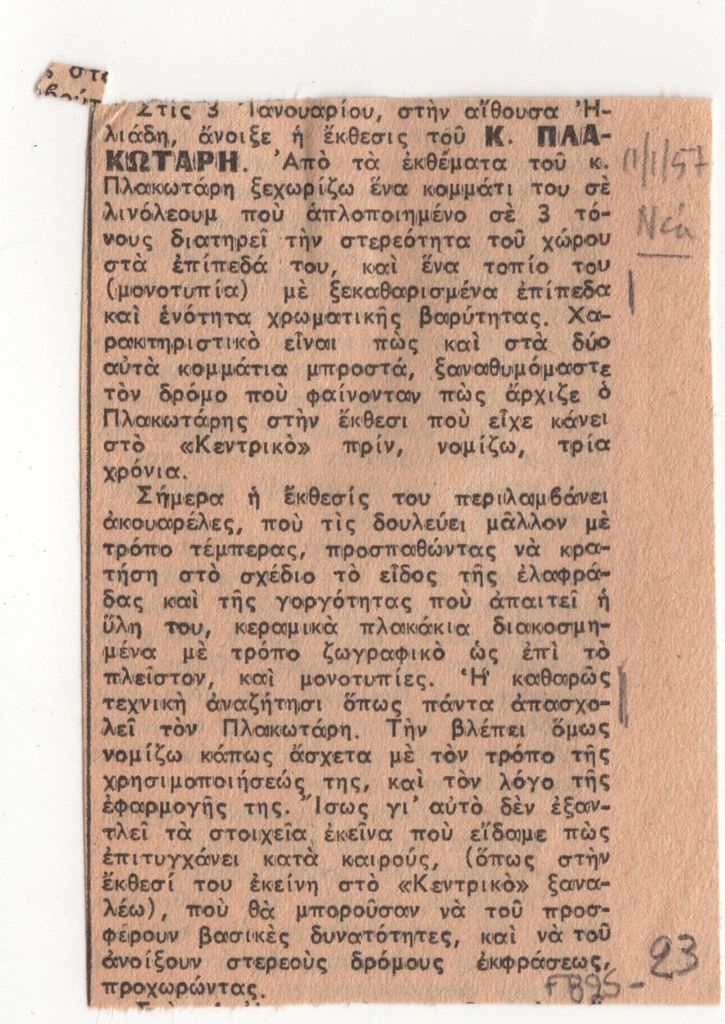 ς στ
Στὶς 3 Ἰανουαρίου, στὴν αἴθουσα Ἡ-
λιάδη, ἄνοιξε ἡ ἔκθεσις τοῦ Κ. ΠΛΑ-
ΚΩΤΑΡΗ. Ἀπὸ τὰ ἐκθέματα τοῦ κ.
Πλακωτάρη ξεχωρίζω ἕνα κομμάτι του σὲ
λινόλεουμ ποὺ ἁπλοποιημένο σὲ 3 τό-
νους διατηρεῖ τὴν στερεότητα τοῦ χώρου
στὰ ἐπίπεδά του, καὶ ἕνα τοπίο του
(μονοτυπία) μὲ ξεκαθαρισμένα ἐπίπεδα
καὶ ἑνότητα χρωματικῆς βαρύτητας. Χα-
ρακτηριστικὸ εἶναι πὼς καὶ στὰ δύο
αὐτὰ κομμάτια μπροστά, ξαναθυμόμαστε
τὸν δρόμο ποὺ φαίνονταν πὼς ἄρχιζε ὁ
Πλακωτάρης στὴν ἔκθεσι ποὺ εἶχε κάνει
στὸ «Κεντρικὸ» πρίν, νομίζω, τρία
χρόνια.
Σήμερα ἡ ἔκθεσίς του περιλαμβάνει
ἀκουαρέλες, ποὺ τὶς δουλεύει μᾶλλον μὲ
τρόπο τέμπερας, προσπαθώντας νὰ κρα-
τήση στὸ σχέδιο τὸ εἶδος τῆς ἐλαφρά-
δας καὶ τῆς γοργότητας ποὺ ἀπαιτεῖ ἡ
ὕλη του, κεραμικὰ πλακάκια διακοσμη-
μένα μὲ τρόπο ζωγραφικὸ ὡς ἐπὶ τὸ
πλεῖστον, καὶ μονοτυπίες. Ἡ καθαρῶς
τεχνικὴ ἀναζήτησι ὅπως πάντα ἀπασχο-
λεῖ τὸν Πλακωτάρη. Τὴν βλέπει ὅμως
νομίζω κάπως ἄσχετα μὲ τὸν τρόπο τῆς
χρησιμοποιήσεώς της, καὶ τὸν λόγο τῆς
ἐφαρμογῆς της. Ἴσως γι' αὐτὸ δὲν ἐξαν-
τλεῖ τὰ στοιχεῖα ἐκεῖνα ποὺ εἴδαμε πὼς
ἐπιτυγχάνει κατὰ καιρούς, (ὅπως στὴν
ἔκθεσί του ἐκείνη στὸ «Κεντρικὸ» ξανα-
λέω), ποὺ θὰ μποροῦσαν νὰ τοῦ προσ-
φέρουν βασικὲς δυνατότητες, καὶ νὰ τοῦ
ἀνοίξουν στερεοὺς δρόμους ἐκφράσεως,
προχωρώντας.
11/1/57
Νέα
FB95-23